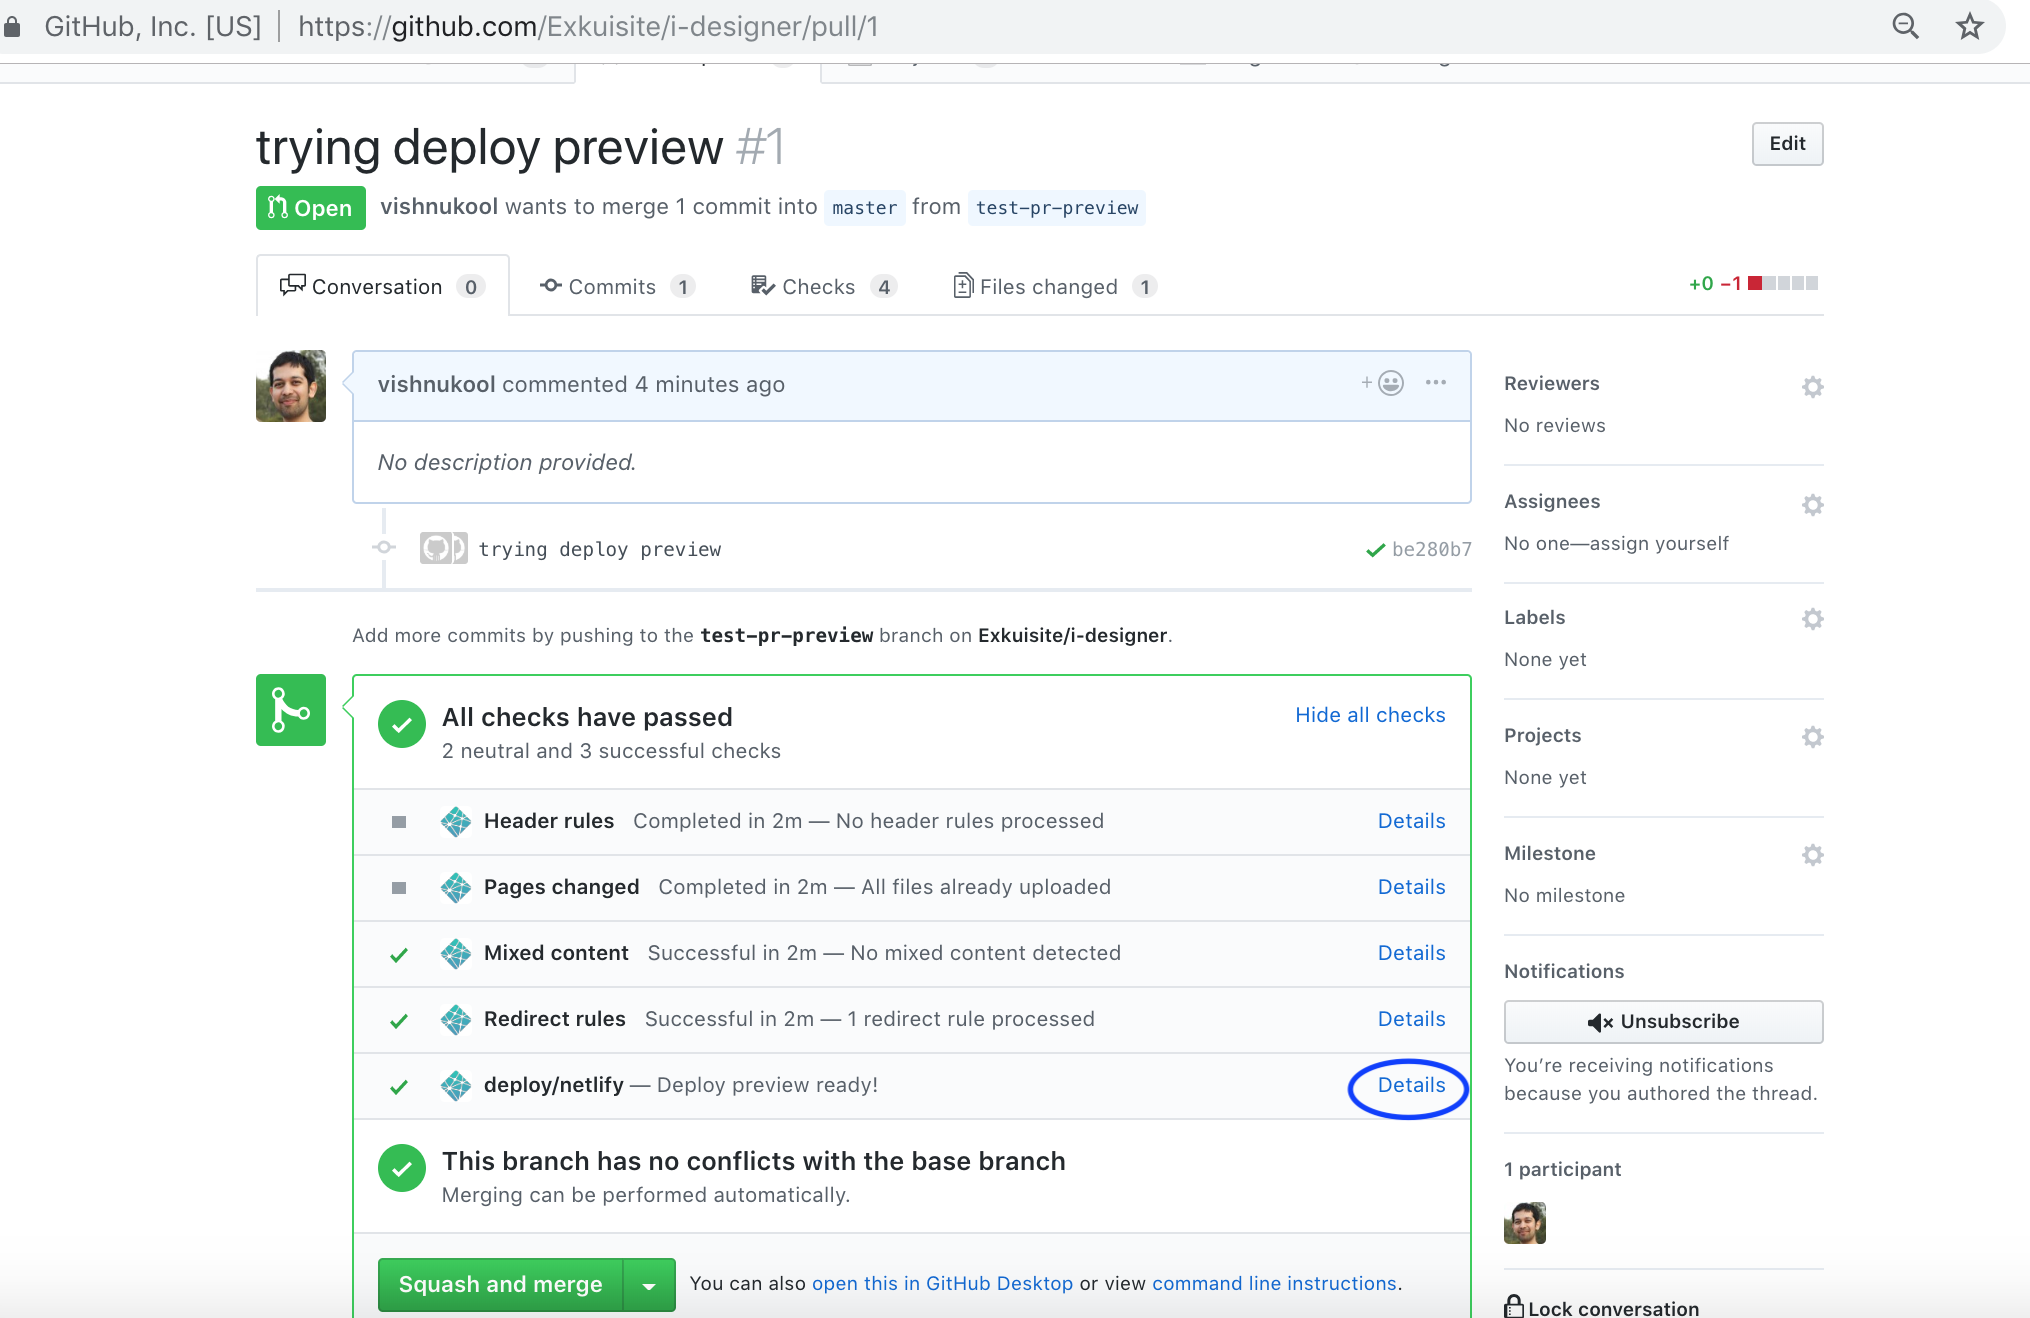 GitHub, Inc. [US] | https://github.com/Exkuisite/i-designer/pull/1
trying deploy preview #1
Edit
Open vishnukool wants to merge 1 commit into master from test-pr-preview
Conversation 0 Commits 1 Checks 4 Files changed 1 +0 −1
vishnukool commented 4 minutes ago
No description provided.
trying deploy preview be280b7
Add more commits by pushing to the test-pr-preview branch on Exkuisite/i-designer.
All checks have passed
Hide all checks
2 neutral and 3 successful checks
Header rules Completed in 2m — No header rules processed Details
Pages changed Completed in 2m — All files already uploaded Details
Mixed content Successful in 2m — No mixed content detected Details
Redirect rules Successful in 2m — 1 redirect rule processed Details
deploy/netlify — Deploy preview ready! Details
This branch has no conflicts with the base branch
Merging can be performed automatically.
Squash and merge You can also open this in GitHub Desktop or view command line instructions.
Reviewers
No reviews
Assignees
No one—assign yourself
Labels
None yet
Projects
None yet
Milestone
No milestone
Notifications
Unsubscribe
You’re receiving notifications
because you authored the thread.
1 participant
Lock conversation